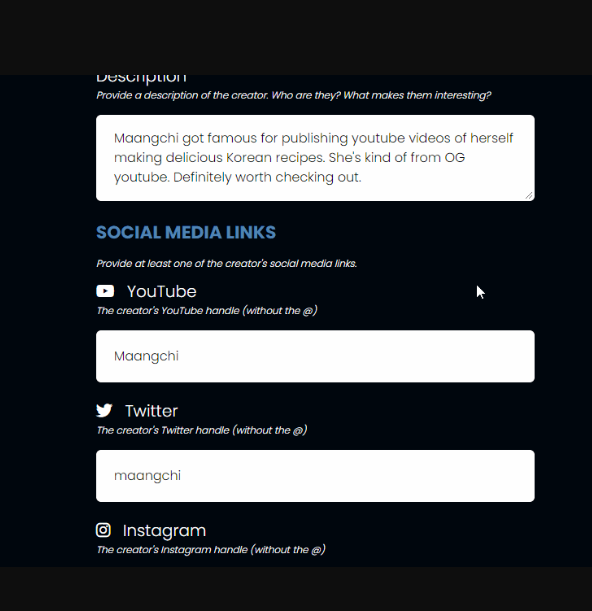 Description
Provide a description of the creator. Who are they? What makes them interesting?
Maangchi got famous for publishing youtube videos of herself
making delicious Korean recipes. She's kind of from OG
youtube. Definitely worth checking out.
SOCIAL MEDIA LINKS
Provide at least one of the creator's social media links.
YouTube
The creator's YouTube handle (without the @)
Maangchi
Twitter
The creator's Twitter handle (without the @)
maangchi
Instagram
The creator's Instagram handle (without the @)